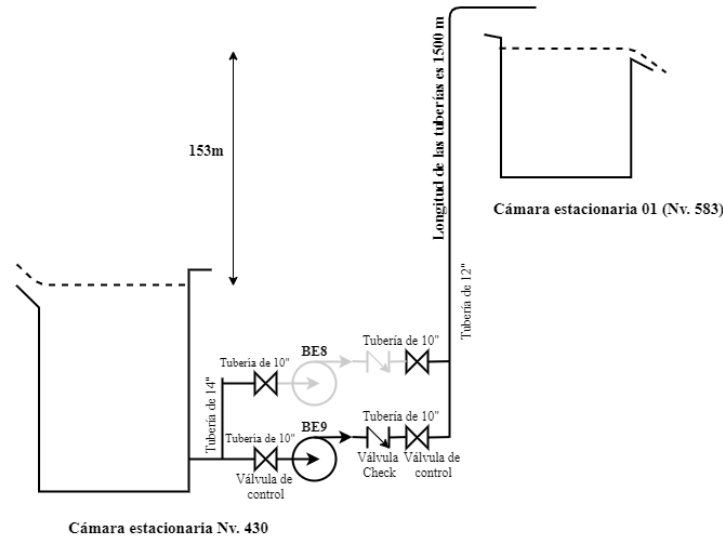 153m
Longitud de las tuberías es 1500 m
Cámara estacionaria 01 (Nv. 583)
Tubería de 12"
Tubería de 10"
BE8
Tuberia de 10"
Tubería de 14"
Tubería de 10"
BE9
Tuberia de 10"
Válvula de
control
Válvula
Check
Válvula de
control
Cámara estacionaria Nv. 430